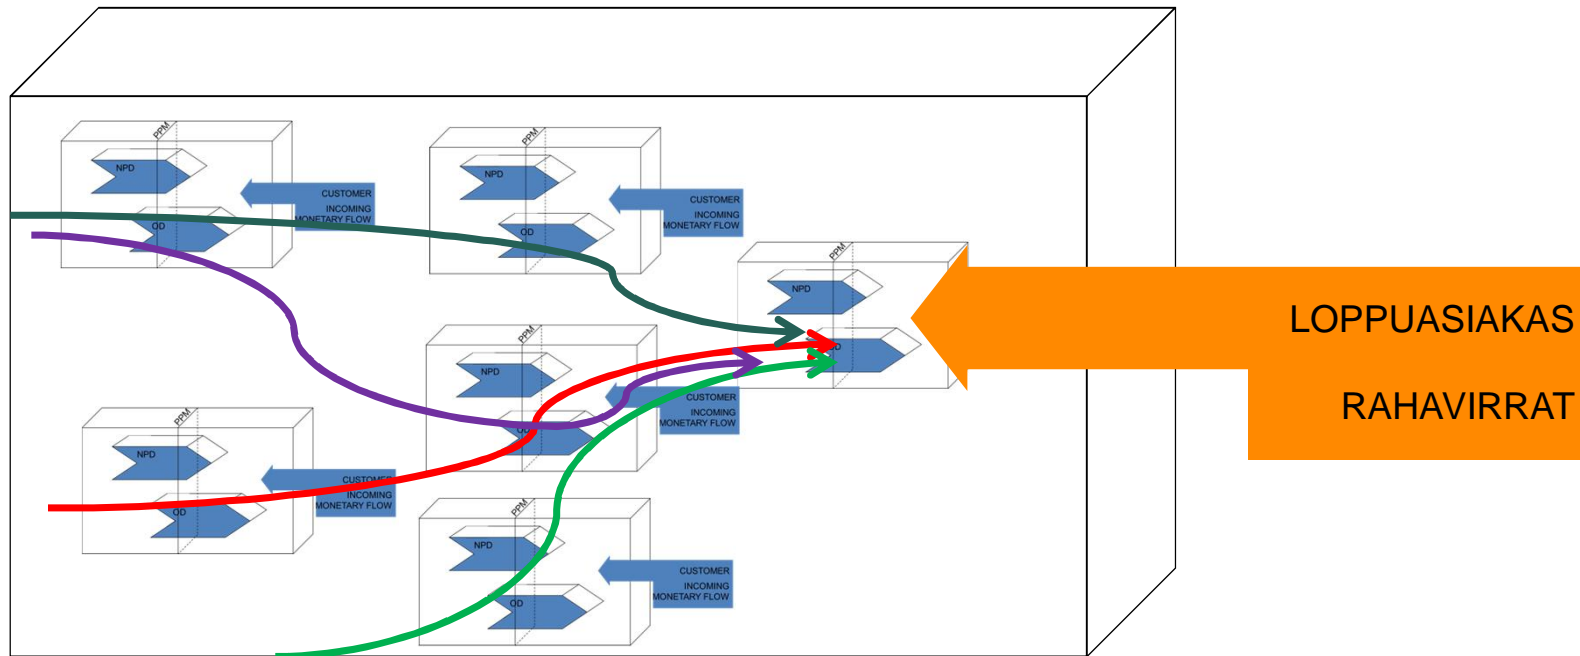 PPM
NPD
CUSTOMER
INCOMING
MONETARY FLOW
OD
PPM
NPD
CUSTOMER
INCOMING
MONETARY FLOW
OD
PPM
NPD
OD
LOPPUASIAKAS
RAHAVIRRAT
PPM
NPD
CUSTOMER
INCOMING
MONETARY FLOW
OD
PPM
NPD
CUSTOMER
INCOMING
MONETARY FLOW
OD
PPM
NPD
CUSTOMER
INCOMING
MONETARY FLOW
OD